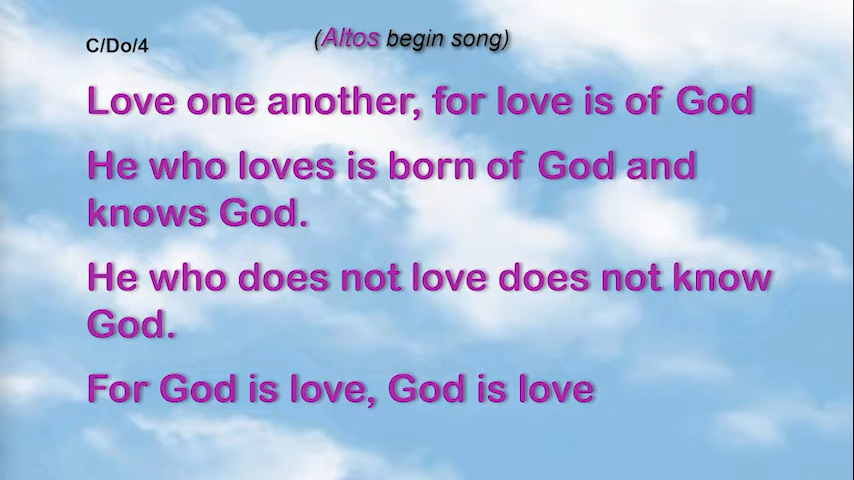 C/Do/4
(Altos begin song)
Love one another, for love is of God
He who loves is born of God and
knows God.
He who does not love does not know
God.
For God is love, God is love